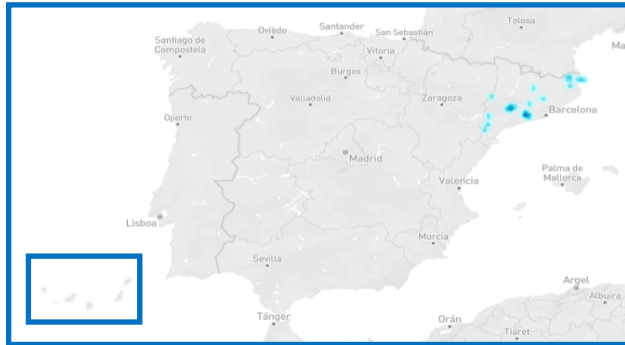 Tolosa
Santander
Oviedo
San Sebastián
Santiago de
Compostela
Ma
Vitoria
Burgos
Valladolid
Zaragoza
Barcelona
Oporto
Madrid
Palma de
Mallorca
Valencia
Lisboa
Murcia
Sevilla
Argel
Albuira
Tánger
Orán
Tiaret